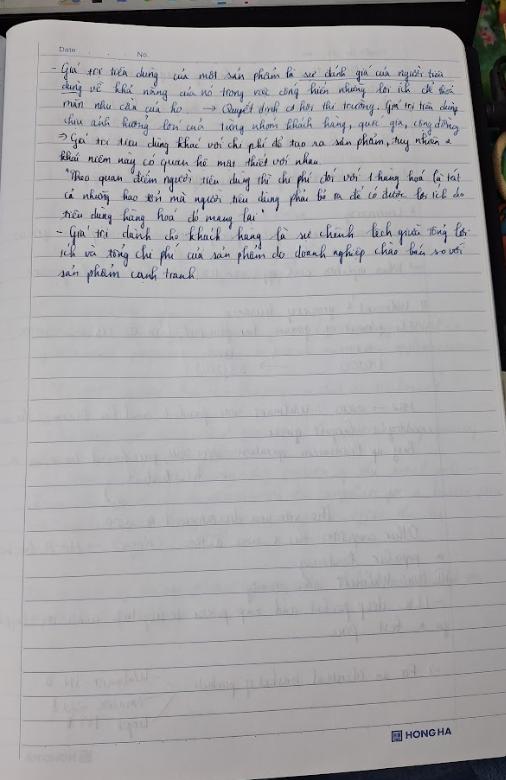 Date . . No.
- Giá trị tiêu dùng của một sản phẩm là sự đánh giá của người tiêu
dùng về khả năng của nó trong việc cống hiến những lợi ích để thỏa
mãn nhu cầu của họ → Quyết định cơ hội thị trường. Giá trị tiêu dùng
chịu ảnh hưởng lớn của từng nhóm khách hàng, quốc gia, cộng đồng
⇒ Giá trị tiêu dùng khác với chi phí để tạo ra sản phẩm, tuy nhiên 2
khái niệm này có quan hệ mật thiết với nhau.
"Theo quan điểm người tiêu dùng thì chi phí đối với 1 hàng hoá là tất
cả những hao tổn mà người tiêu dùng phải bỏ ra để có được lợi ích do
tiêu dùng hàng hoá đó mang lại"
- Giá trị dành cho khách hàng là sự chênh lệch giữa tổng lợi
ích và tổng chi phí của sản phẩm do doanh nghiệp chào bán so với
sản phẩm cạnh tranh.
HONG HA